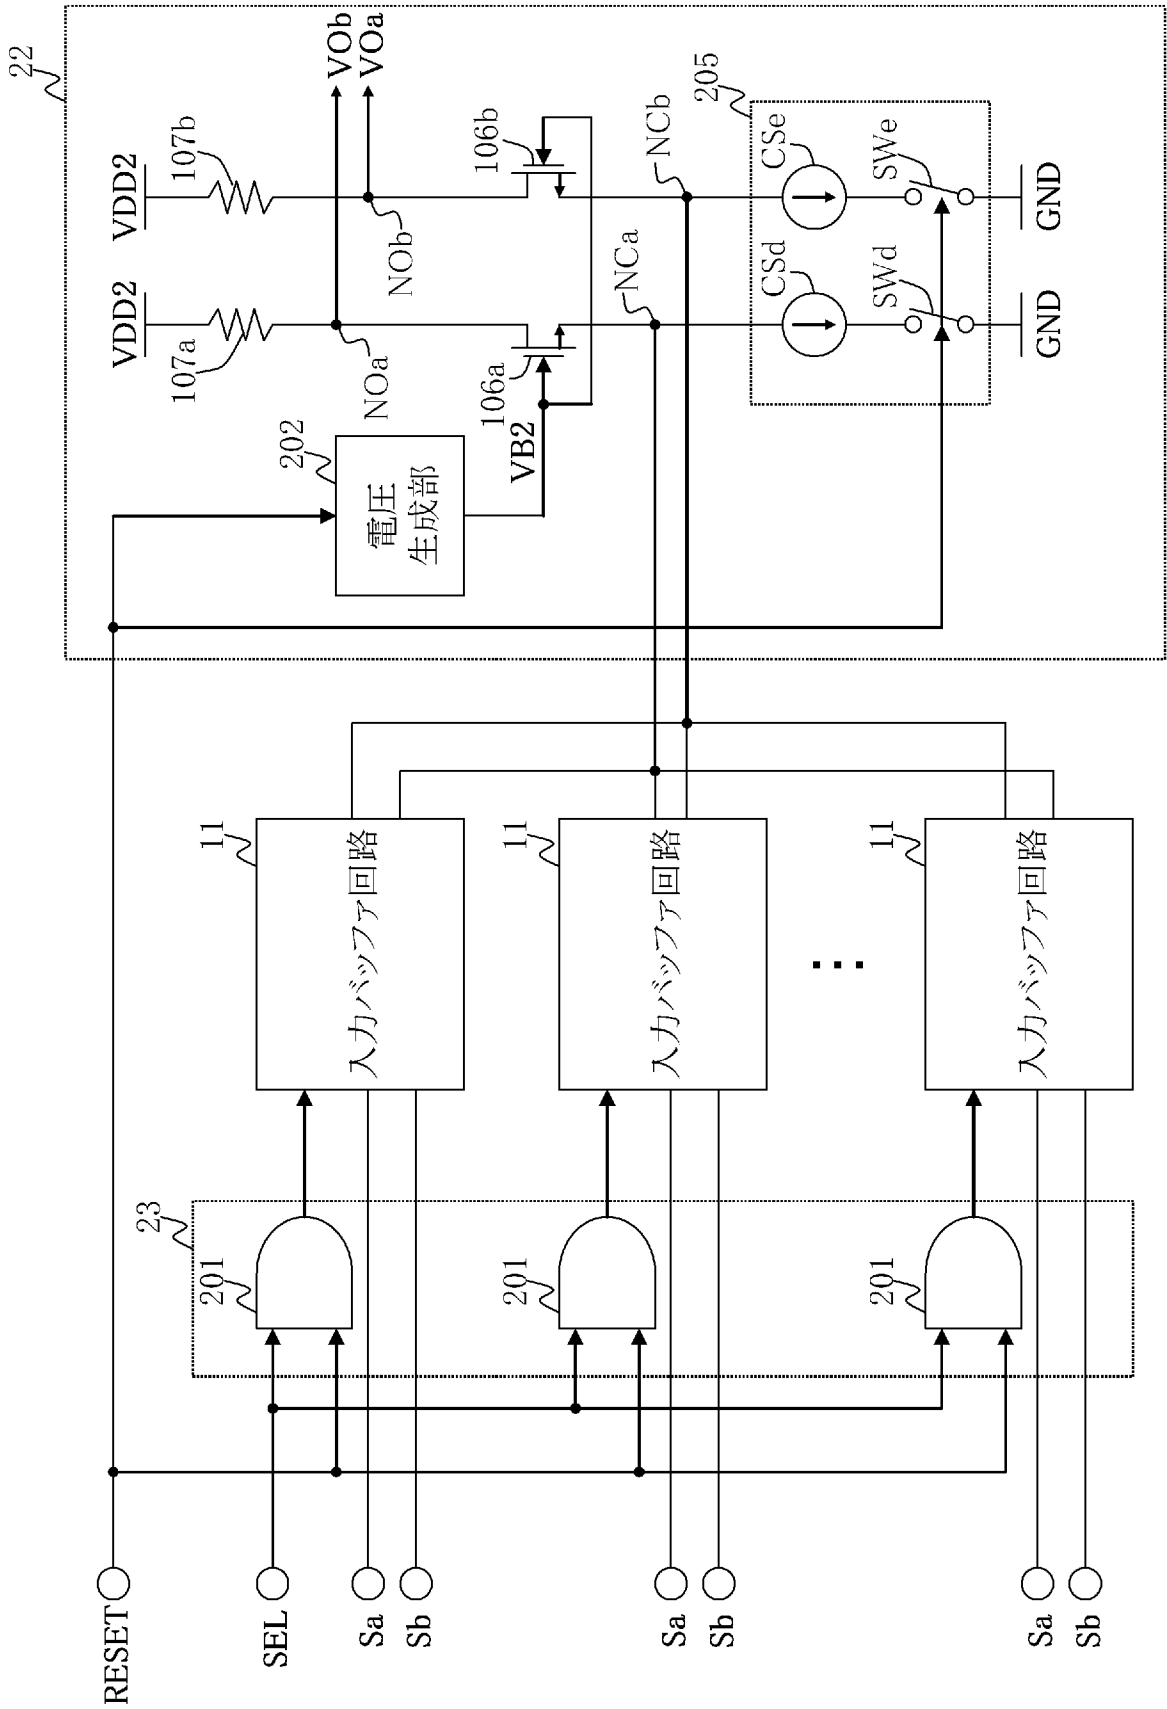 22
VDD2
107b
VDD2
107a
VOb
VOa
NOb
NOa
202
電圧
生成部
VB2
106b
106a
NCb
NCa
205
CSe
CSd
SWe
SWd
GND
GND
11
入力バッファ回路
11
入力バッファ回路
11
入力バッファ回路
...
23
201
201
201
RESET
SEL
Sa
Sb
Sa
Sb
Sa
Sb